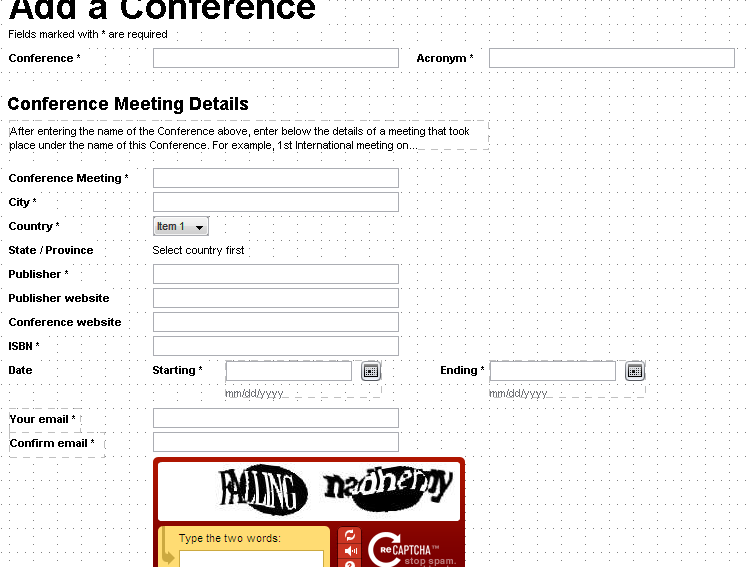 Add a Conference
Fields marked with * are required
Conference * Acronym *
Conference Meeting Details
After entering the name of the Conference above, enter below the details of a meeting that took
place under the name of this Conference. For example, 1st International meeting on...
Conference Meeting *
City *
Country * Item 1
State / Province Select country first
Publisher *
Publisher website
Conference website
ISBN *
Date Starting * Ending *
mm/dd/yyyy mm/dd/yyyy
Your email *
Confirm email *
FALLING
Type the two words:
reCAPTCHA™
stop spam.